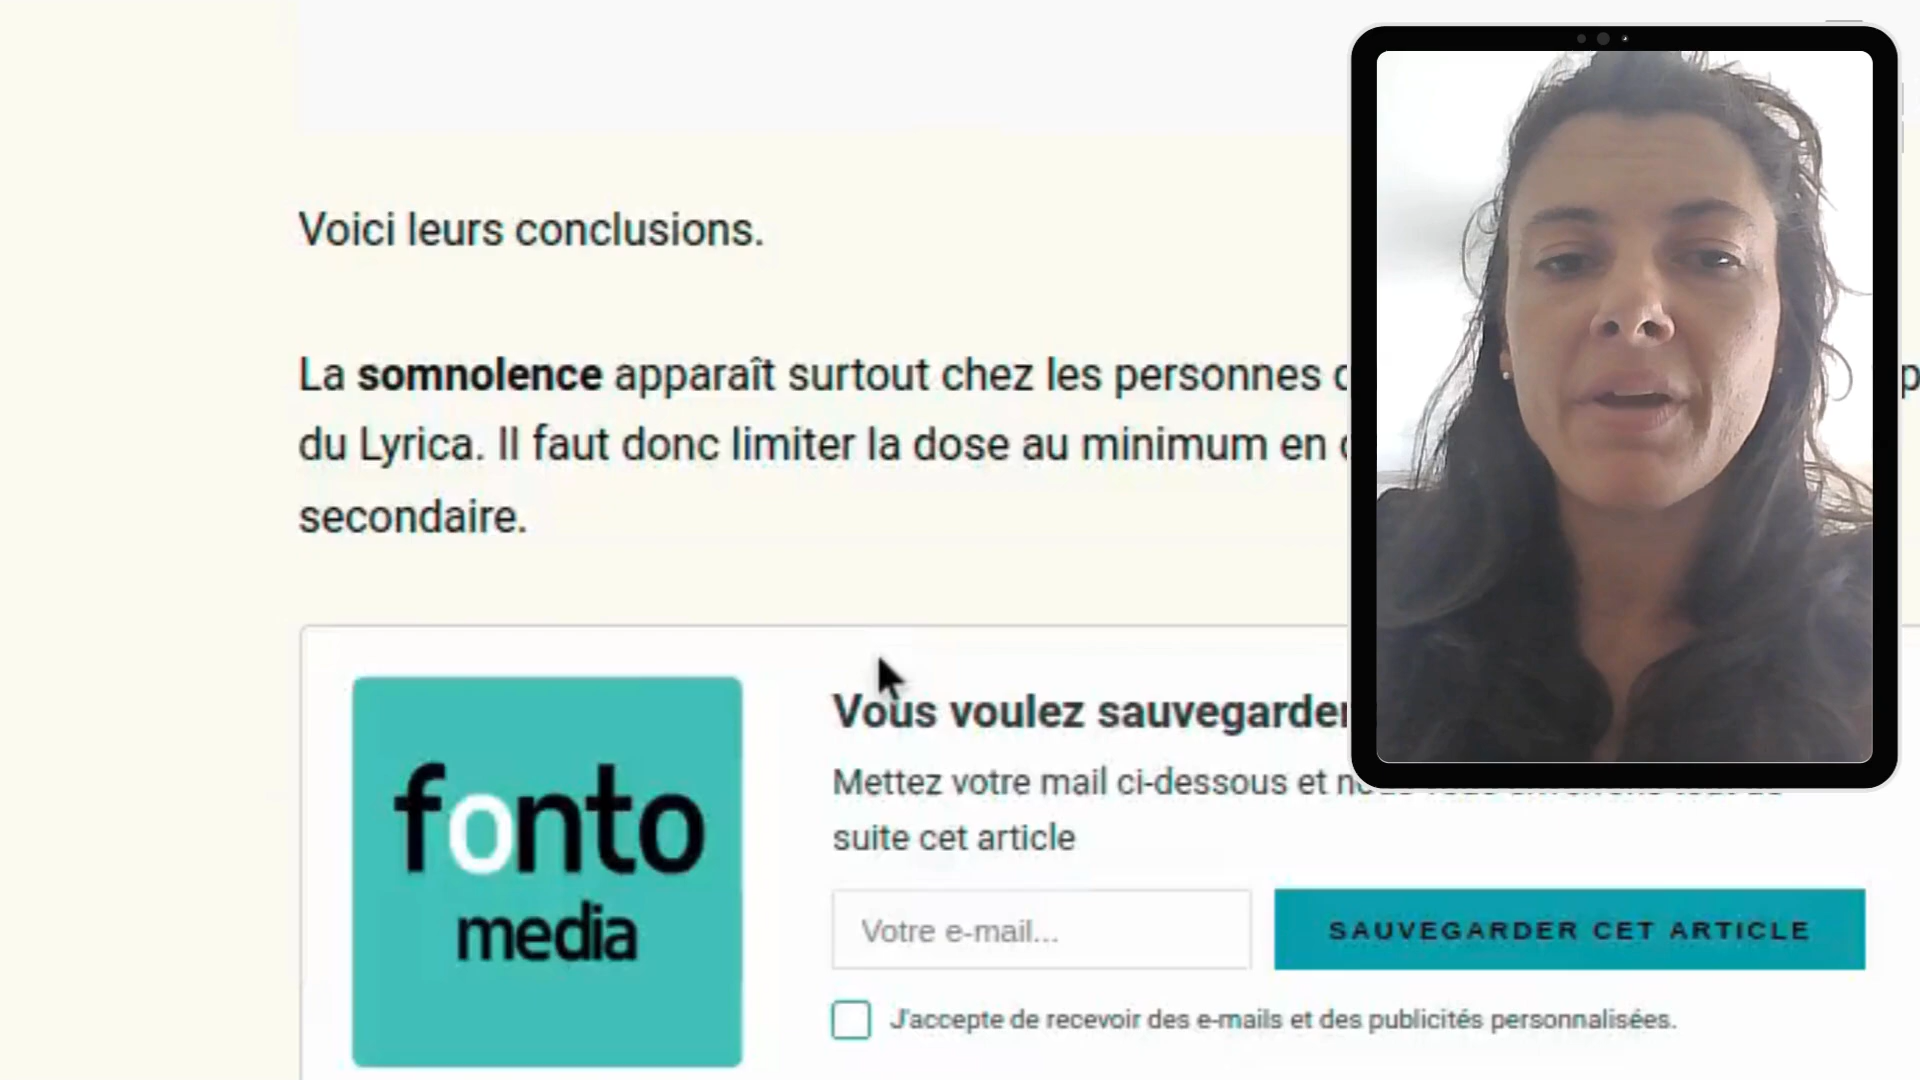 Voici leurs conclusions.
La somnolence apparaît surtout chez les personnes
du Lyrica. Il faut donc limiter la dose au minimum en
secondaire.
fonto
media
Vous voulez sauvegarder
Mettez votre mail ci-dessous et
suite cet article
Votre e-mail...
SAUVEGARDER CET ARTICLE
J'accepte de recevoir des e-mails et des publicités personnalisées.